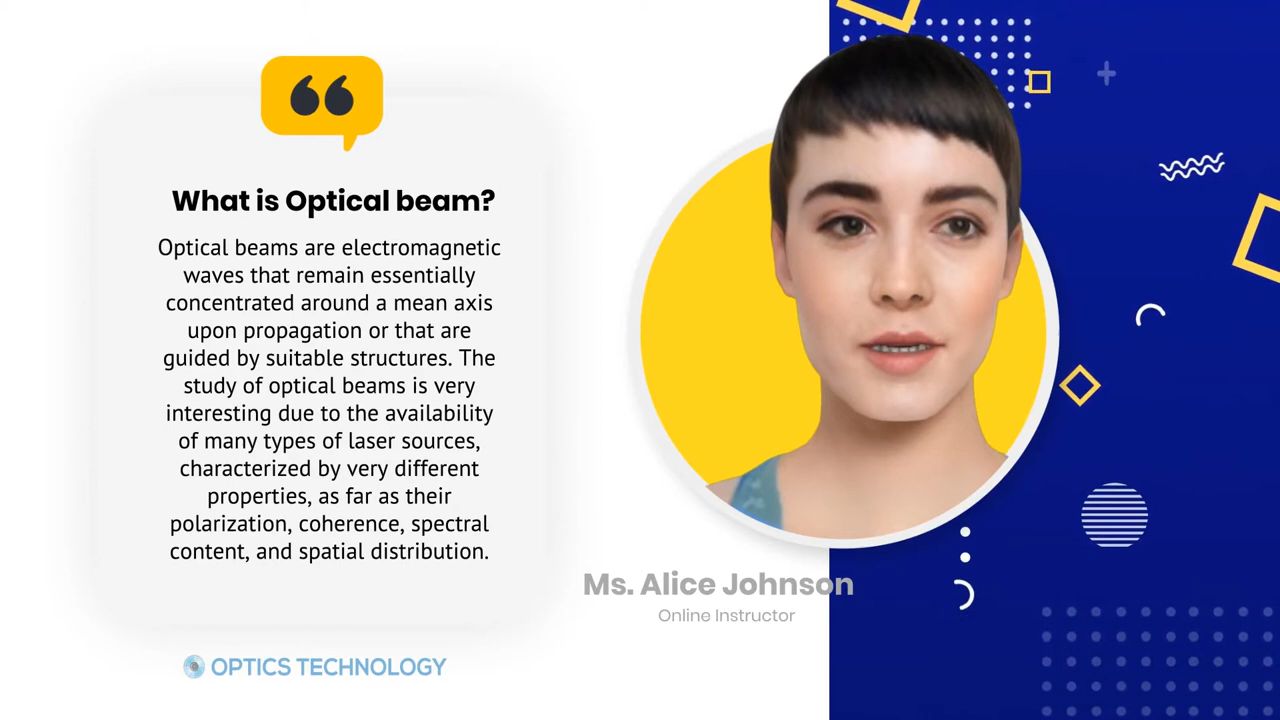 What is Optical beam?
Optical beams are electromagnetic
waves that remain essentially
concentrated around a mean axis
upon propagation or that are
guided by suitable structures. The
study of optical beams is very
interesting due to the availability
of many types of laser sources,
characterized by very different
properties, as far as their
polarization, coherence, spectral
content, and spatial distribution.
Ms. Alice Johnson
Online Instructor
OPTICS TECHNOLOGY